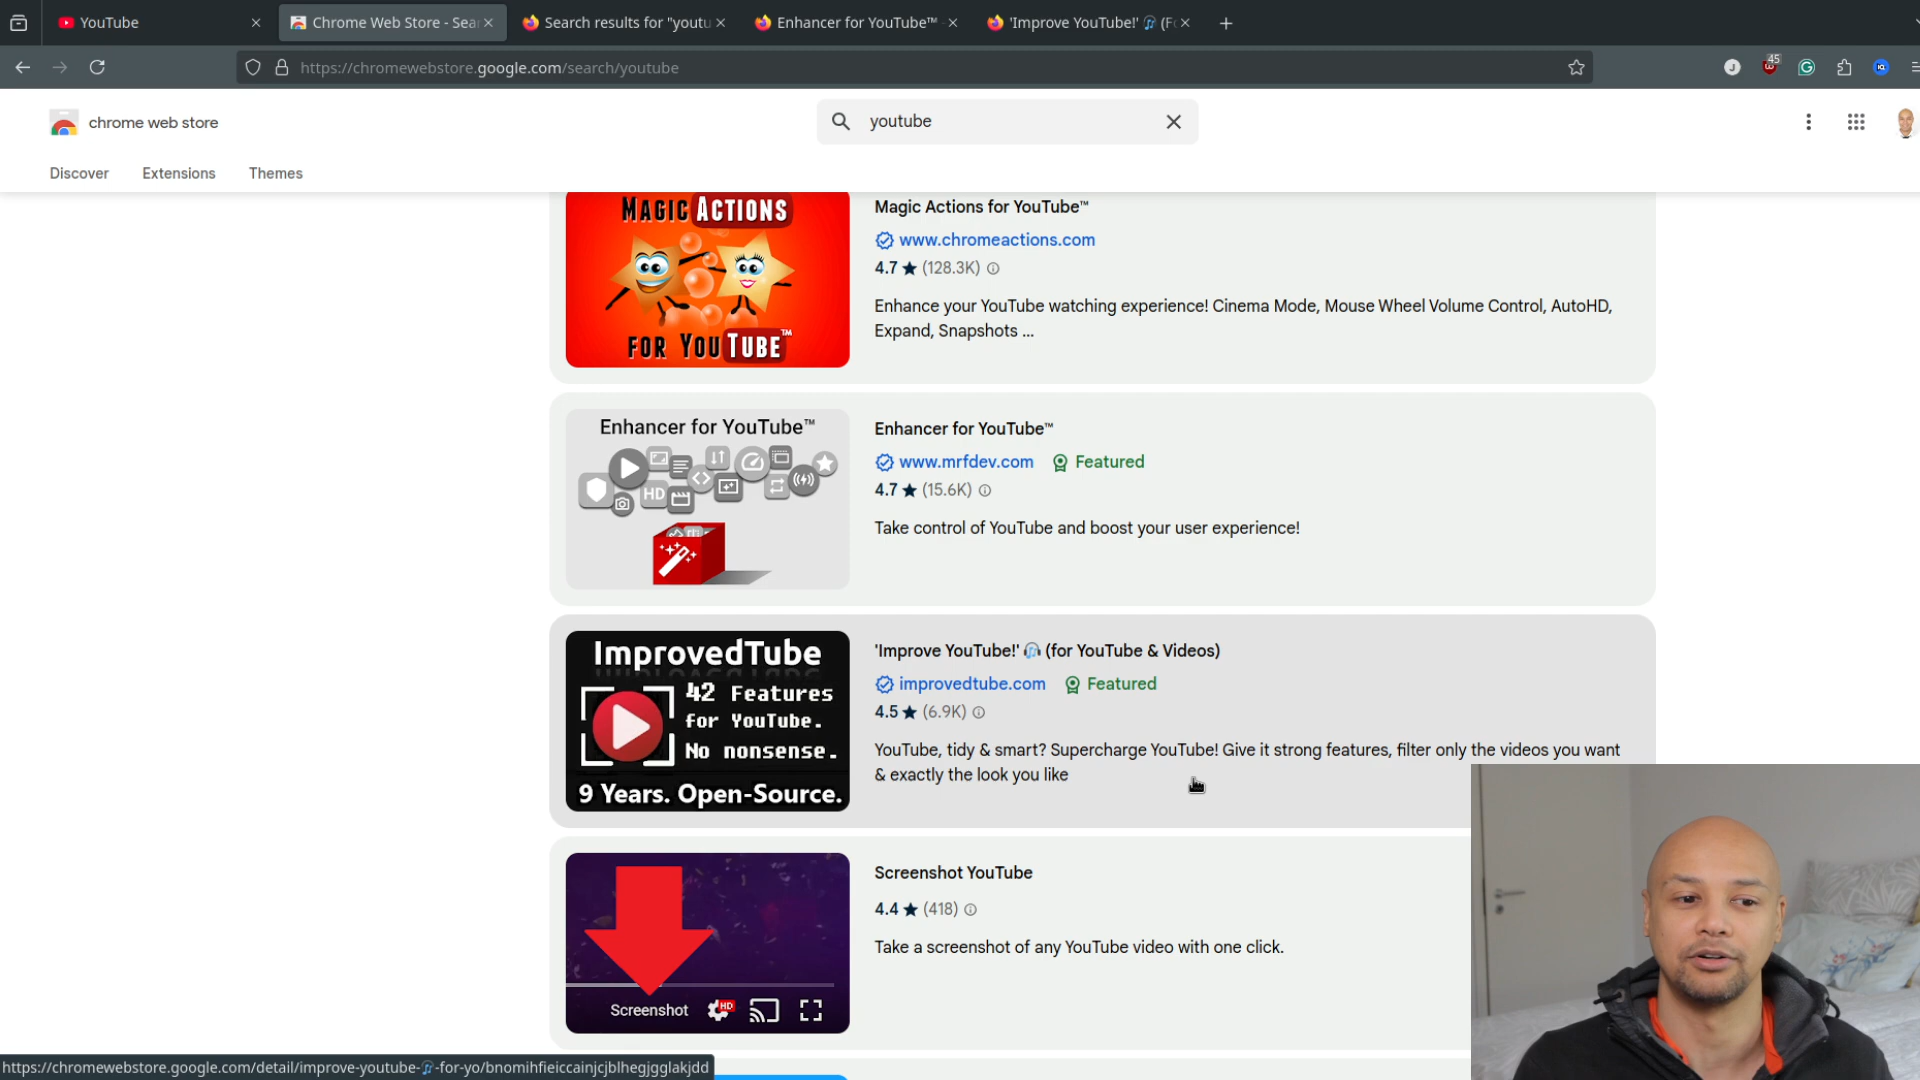 YouTube
Chrome Web Store - Sear
Search results for "youtu
Enhancer for YouTube™
'Improve YouTube!' 🎧 (Fo
https://chromewebstore.google.com/search/youtube
45
chrome web store
youtube
Discover
Extensions
Themes
MAGIC ACTIONS
FOR YOUTUBE™
Magic Actions for YouTube™
www.chromeactions.com
4.7 ★ (128.3K)
Enhance your YouTube watching experience! Cinema Mode, Mouse Wheel Volume Control, AutoHD,
Expand, Snapshots ...
Enhancer for YouTube™
HD
Enhancer for YouTube™
www.mrfdev.com
Featured
4.7 ★ (15.6K)
Take control of YouTube and boost your user experience!
ImprovedTube
42 Features
for YouTube.
No nonsense.
9 Years. Open-Source.
'Improve YouTube!' 🎧 (for YouTube & Videos)
improvedtube.com
Featured
4.5 ★ (6.9K)
YouTube, tidy & smart? Supercharge YouTube! Give it strong features, filter only the videos you want
& exactly the look you like
Screenshot
HD
Screenshot YouTube
4.4 ★ (418)
Take a screenshot of any YouTube video with one click.
https://chromewebstore.google.com/detail/improve-youtube-🎧-for-yo/bnomihfieiccainjcjblhegjgglakjdd